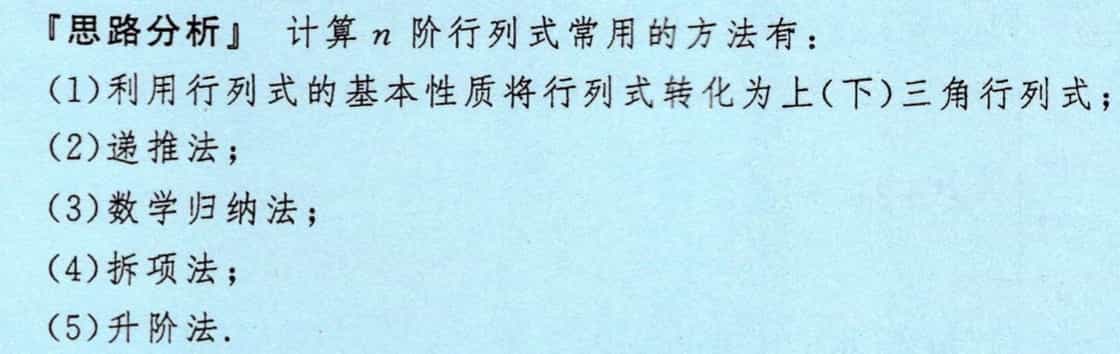 『思路分析』 计算 n 阶行列式常用的方法有：
(1)利用行列式的基本性质将行列式转化为上(下)三角行列式；
(2)递推法；
(3)数学归纳法；
(4)拆项法；
(5)升阶法.